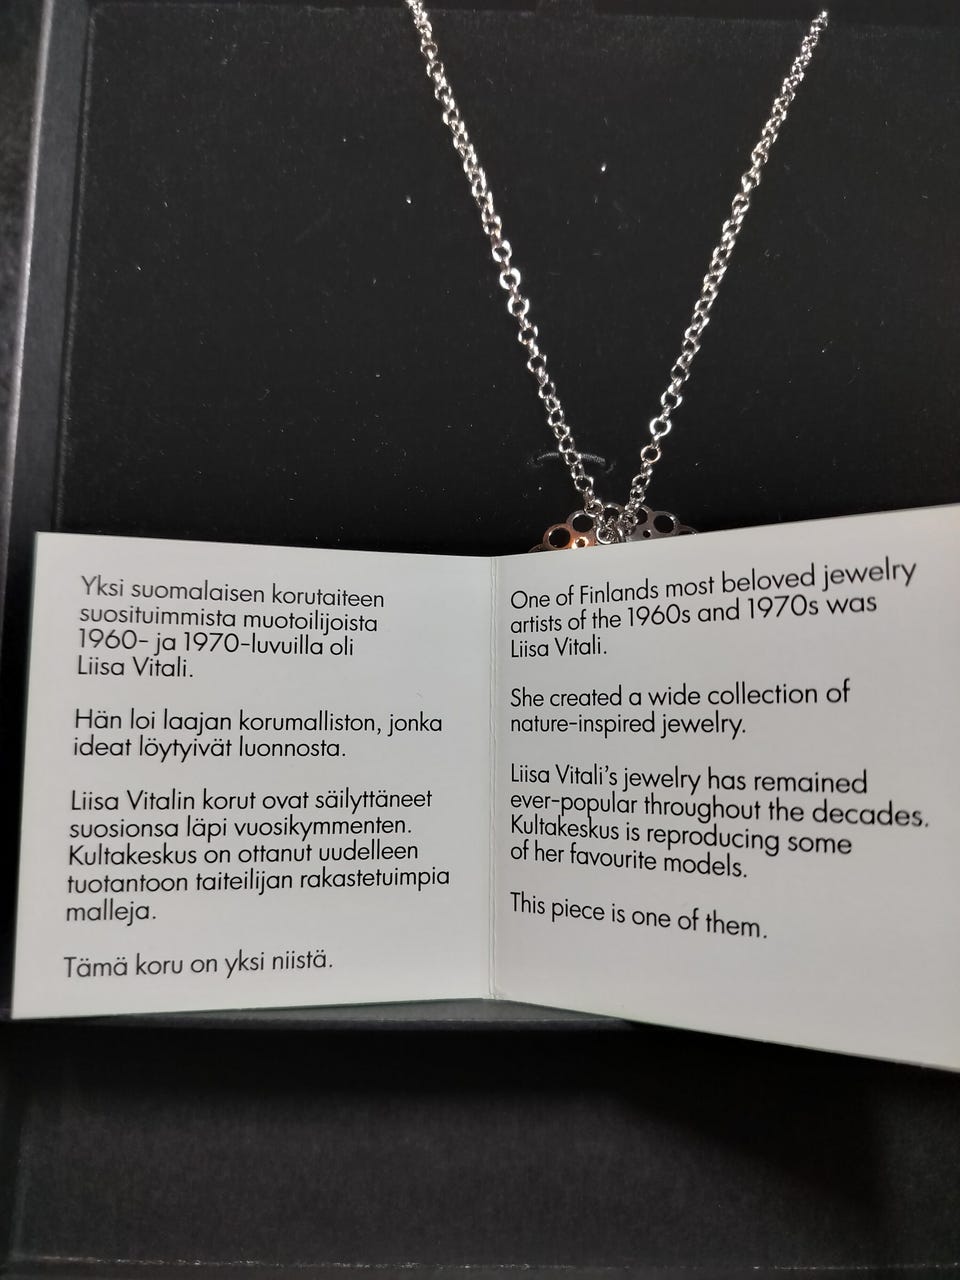 Yksi suomalaisen korutaiteen
suosituimmista muotoilijoista
1960- ja 1970-luvuilla oli
Liisa Vitali.
Hän loi laajan korumalliston, jonka
ideat löytyivät luonnosta.
Liisa Vitalin korut ovat säilyttäneet
suosionsa läpi vuosikymmenten.
Kultakeskus on ottanut uudelleen
tuotantoon taiteilijan rakastetuimpia
malleja.
Tämä koru on yksi niistä.
One of Finlands most beloved jewelry
artists of the 1960s and 1970s was
Liisa Vitali.
She created a wide collection of
nature-inspired jewelry.
Liisa Vitali's jewelry has remained
ever-popular throughout the decades.
Kultakeskus is reproducing some
of her favourite models.
This piece is one of them.